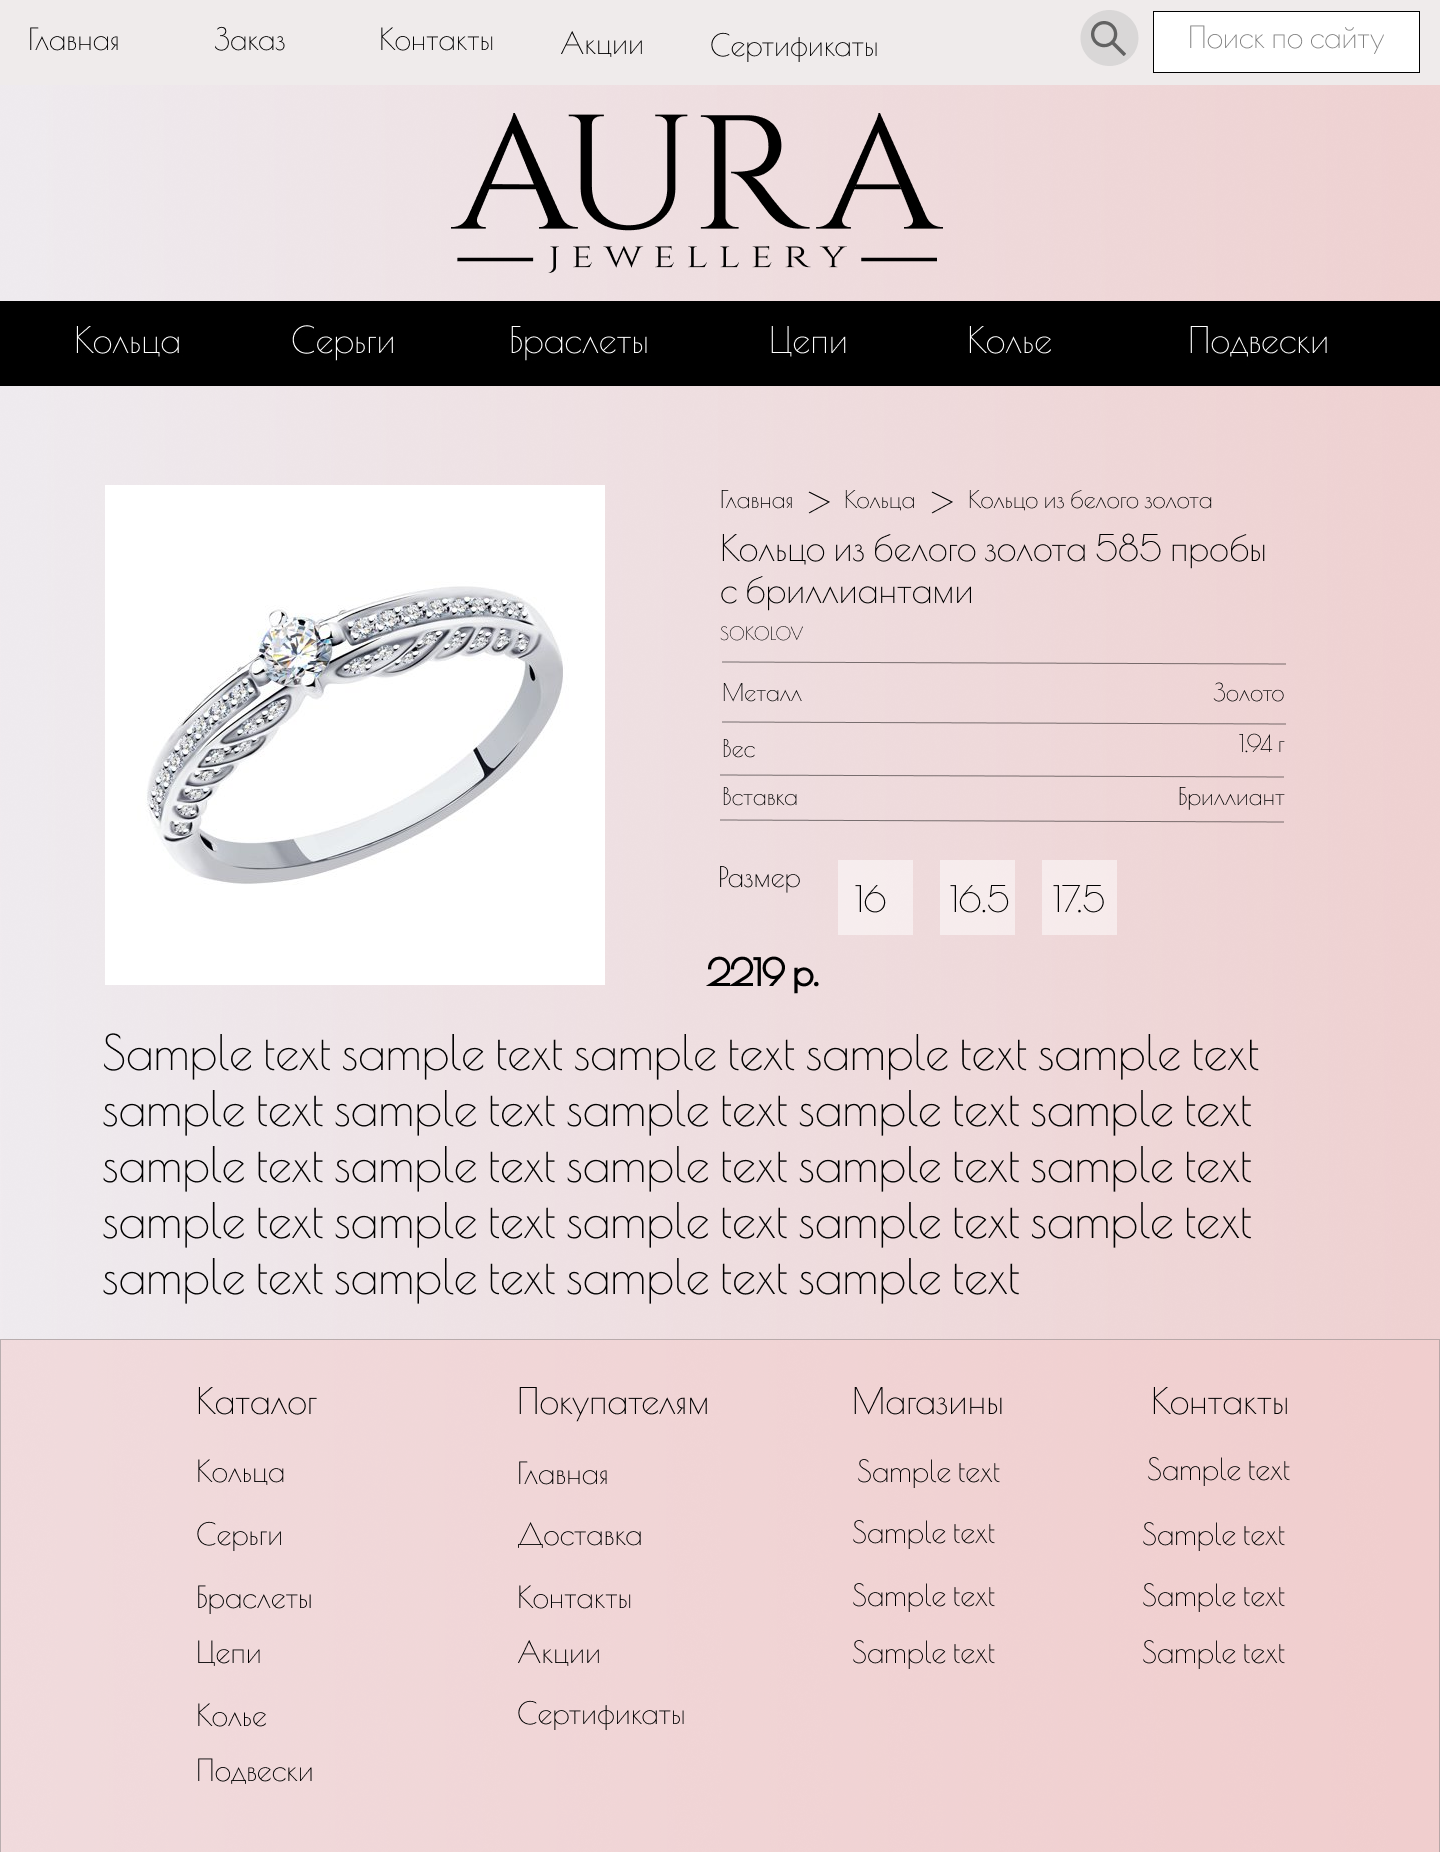 Главная Заказ Контакты Акции Сертификаты Поиск по сайту
AURA
JEWELLERY
Кольца Серьги Браслеты Цепи Колье Подвески
Главная > Кольца > Кольцо из белого золота
Кольцо из белого золота 585 пробы
с бриллиантами
SOKOLOV
Металл Золото
Вес 1.94 г
Вставка Бриллиант
Размер 16 16.5 17.5
2219 р.
Sample text sample text sample text sample text sample text
sample text sample text sample text sample text sample text
sample text sample text sample text sample text sample text
sample text sample text sample text sample text sample text
sample text sample text sample text sample text
Каталог Покупателям Магазины Контакты
Кольца Главная Sample text Sample text
Серьги Доставка Sample text Sample text
Браслеты Контакты Sample text Sample text
Цепи Акции Sample text Sample text
Колье Сертификаты
Подвески